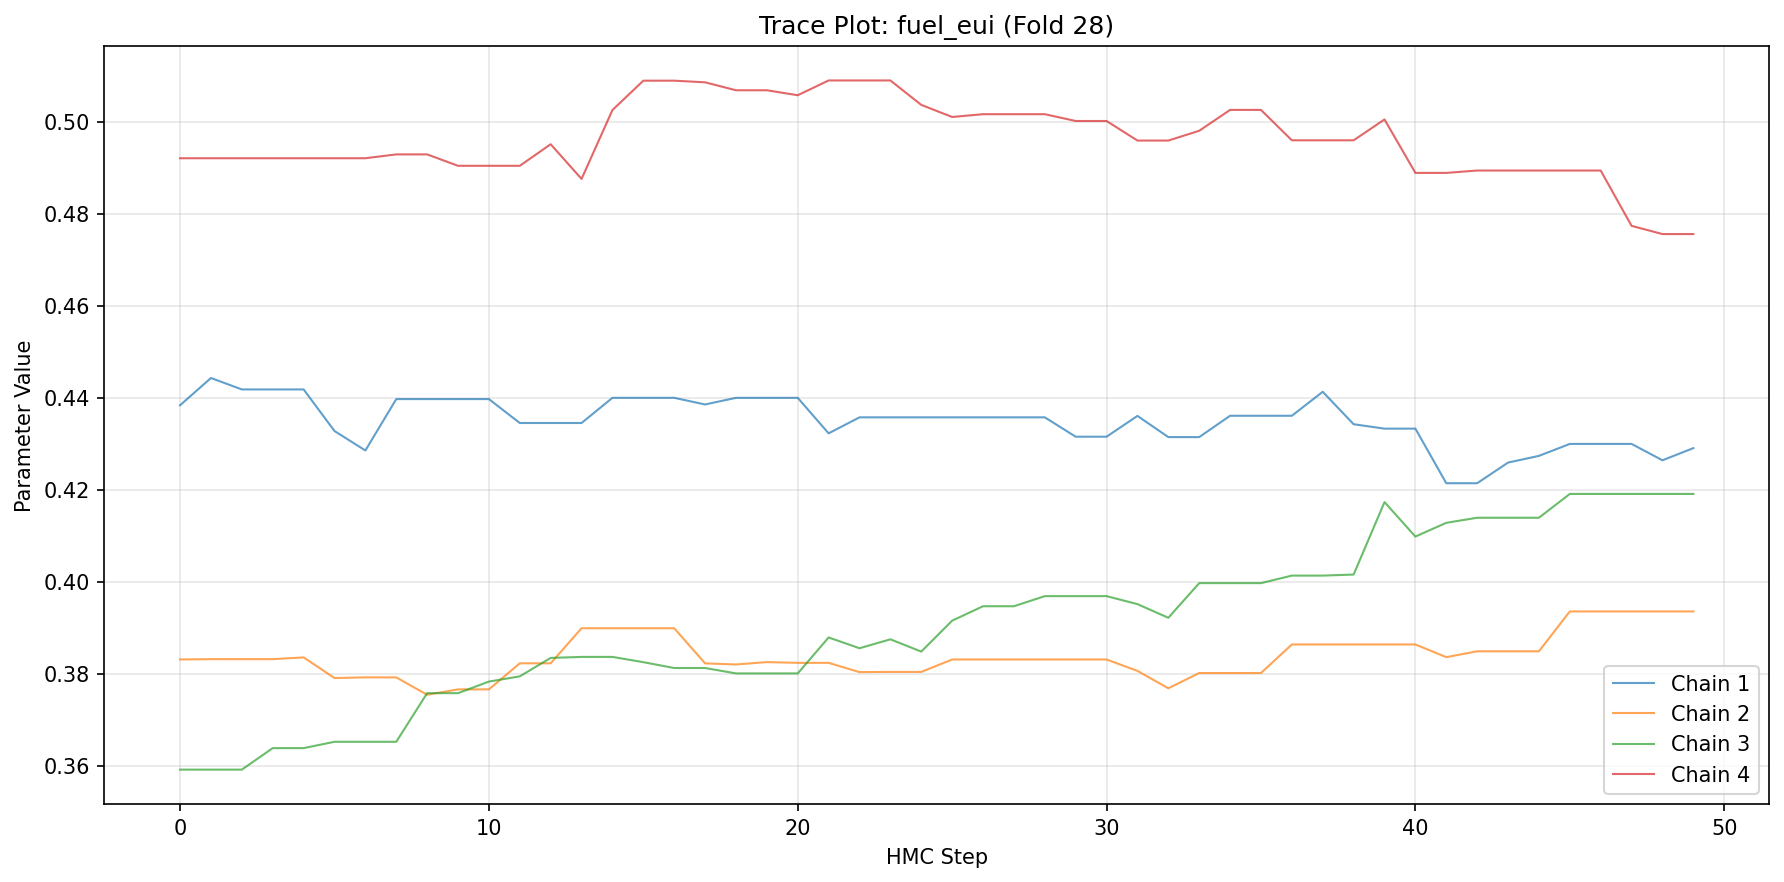 Trace Plot: fuel_eui (Fold 28)
Parameter Value
0.50
0.48
0.46
0.44
0.42
0.40
0.38
0.36
0 10 20 30 40 50
HMC Step
Chain 1
Chain 2
Chain 3
Chain 4